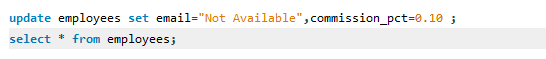 update employees set email="Not Available",commission_pct=0.10 ;
select * from employees;